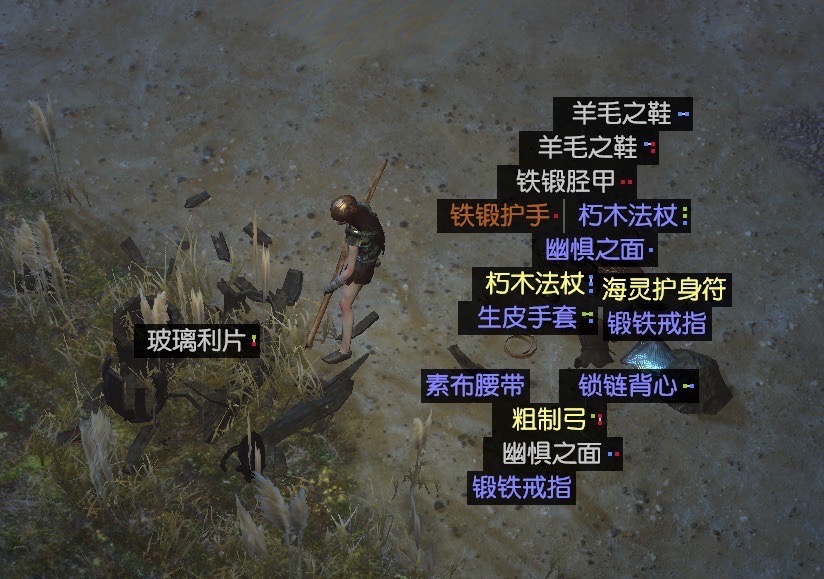 羊毛之鞋
羊毛之鞋
铁锻胫甲
铁锻护手 朽木法杖
幽惧之面
朽木法杖 海灵护身符
生皮手套 锻铁戒指
玻璃利片
素布腰带 锁链背心
粗制弓
幽惧之面
锻铁戒指